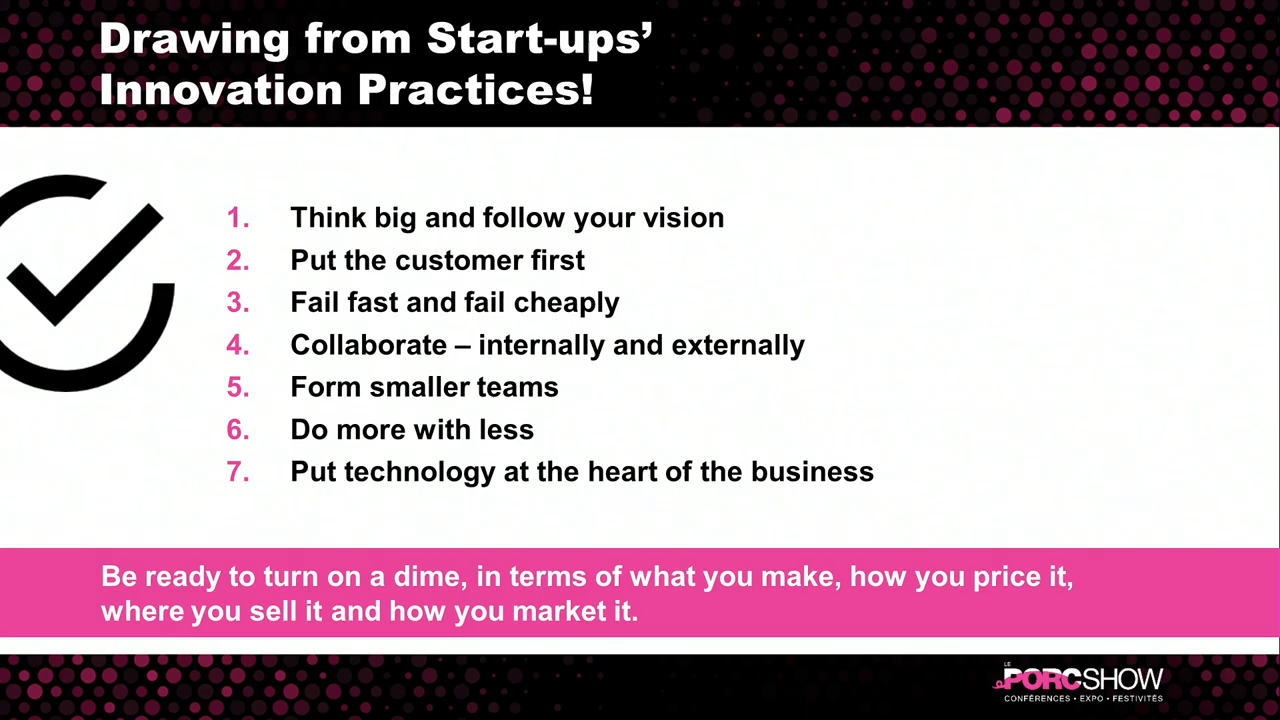 Drawing from Start-ups’
Innovation Practices!
1. Think big and follow your vision
2. Put the customer first
3. Fail fast and fail cheaply
4. Collaborate – internally and externally
5. Form smaller teams
6. Do more with less
7. Put technology at the heart of the business
Be ready to turn on a dime, in terms of what you make, how you price it,
where you sell it and how you market it.
LE
PORCSHOW
CONFÉRENCES • EXPO • FESTIVITÉS